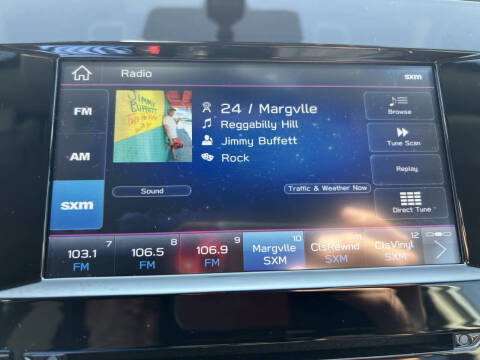 Radio
sxm
FM
AM
sxm
JIMMY
BUFFETT
24 / Margvlle
Reggabilly Hill
Jimmy Buffett
Rock
Sound
Traffic & Weather Now
Browse
Tune Scan
Replay
Direct Tune
7
103.1
FM
8
106.5
FM
9
106.9
FM
10
Margvlle
SXM
11
ClsRewnd
SXM
12
ClsVinyl
SXM